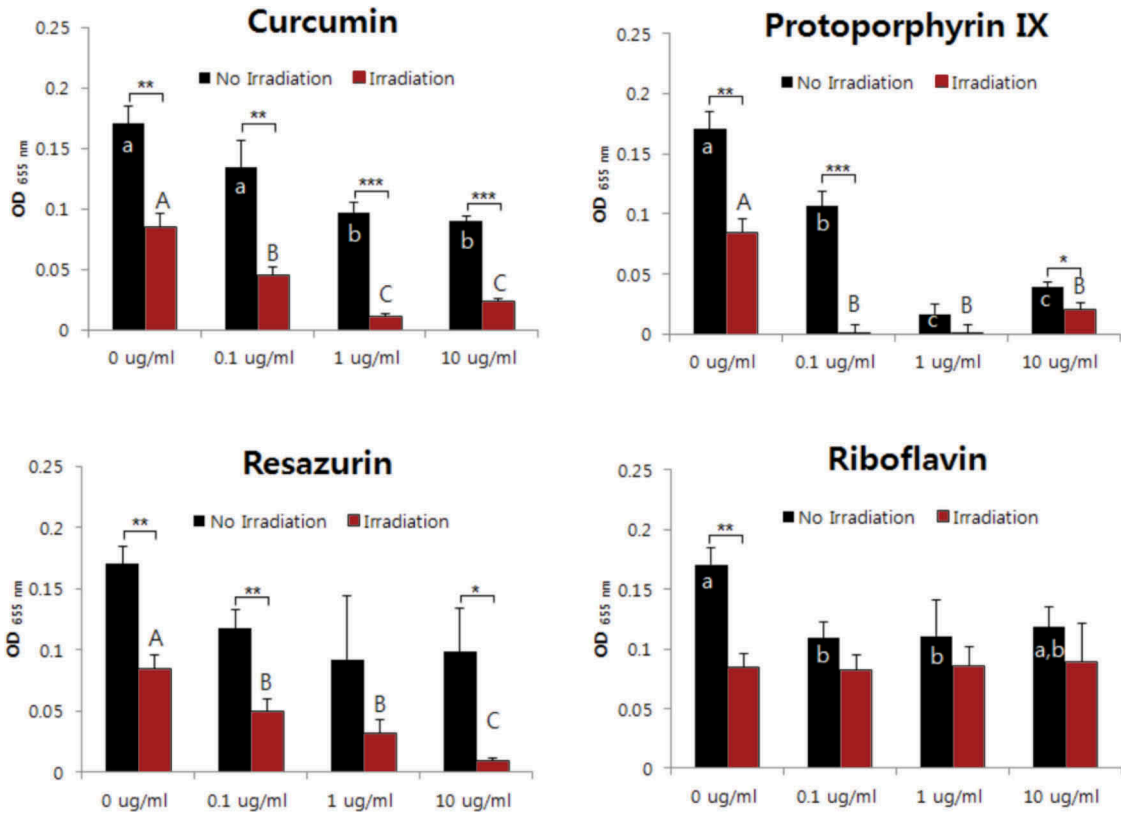 Curcumin
0.25
0.2
0.15
0.1
0.05
0
OD 655 nm
No Irradiation Irradiation
** ** *** ***
a A a B b C b C
0 ug/ml 0.1 ug/ml 1 ug/ml 10 ug/ml
Protoporphyrin IX
0.25
0.2
0.15
0.1
0.05
0
OD 655 nm
No Irradiation Irradiation
** *** *
a A b B c B c B
0 ug/ml 0.1 ug/ml 1 ug/ml 10 ug/ml
Resazurin
0.25
0.2
0.15
0.1
0.05
0
OD 655 nm
No Irradiation Irradiation
** ** *
A B B C
0 ug/ml 0.1 ug/ml 1 ug/ml 10 ug/ml
Riboflavin
0.25
0.2
0.15
0.1
0.05
0
OD 655 nm
No Irradiation Irradiation
**
a b b a,b
0 ug/ml 0.1 ug/ml 1 ug/ml 10 ug/ml